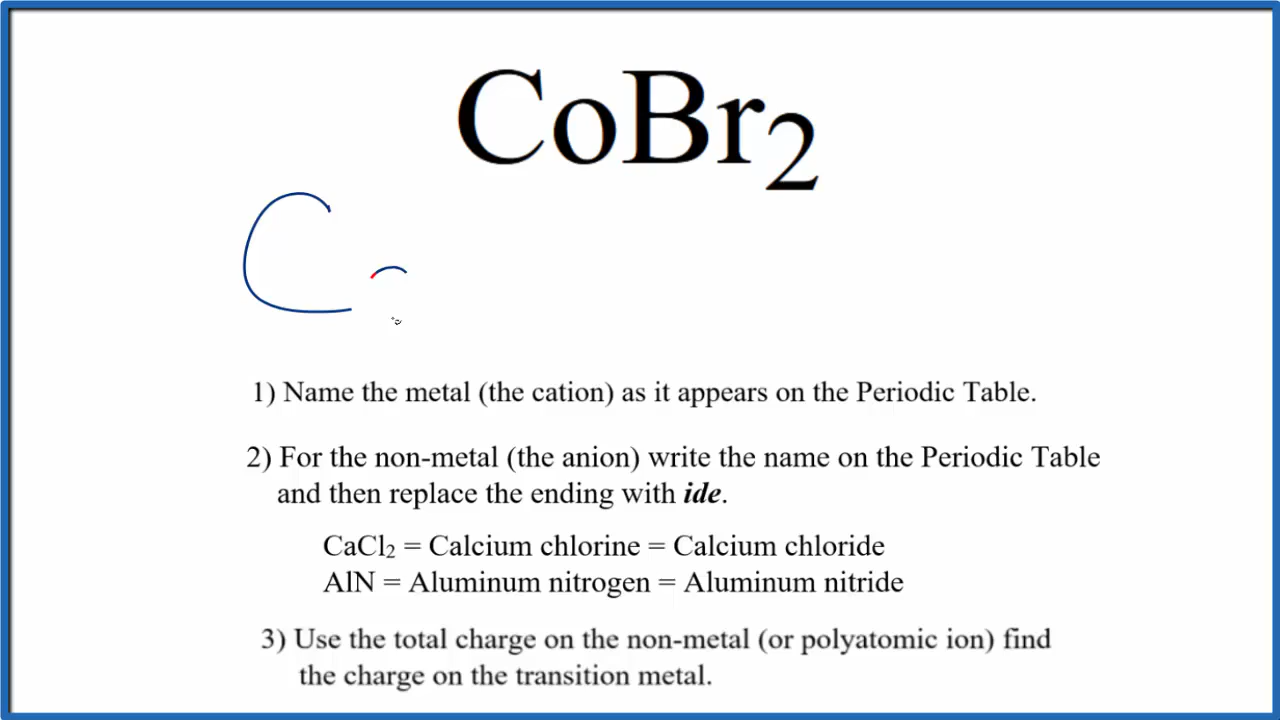 CoBr₂
C
1) Name the metal (the cation) as it appears on the Periodic Table.
2) For the non-metal (the anion) write the name on the Periodic Table
and then replace the ending with ide.
CaCl₂ = Calcium chlorine = Calcium chloride
AlN = Aluminum nitrogen = Aluminum nitride
3) Use the total charge on the non-metal (or polyatomic ion) find
the charge on the transition metal.